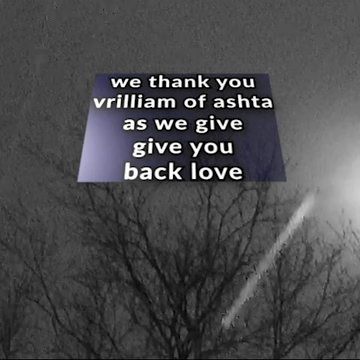 we thank you
vrilliam of ashta
as we give
give you
back love